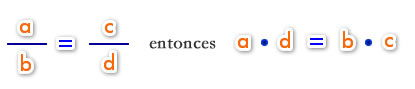 a/b = c/d entonces a • d = b • c